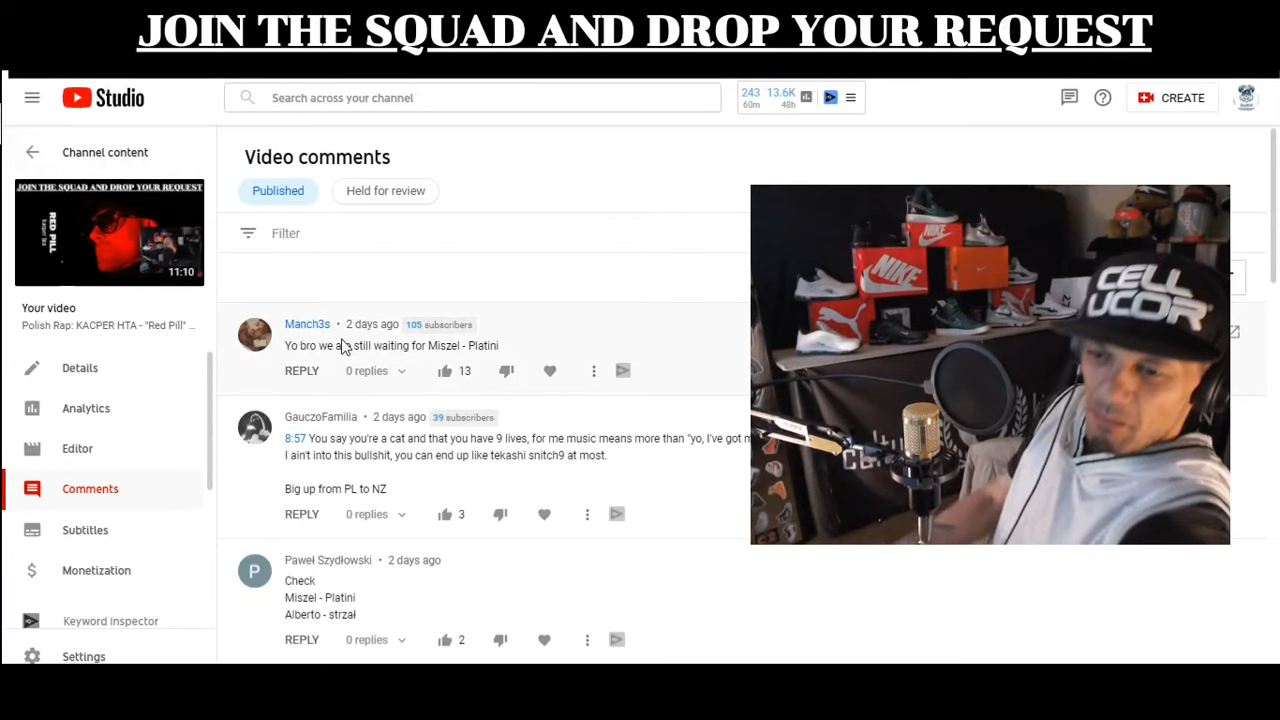 JOIN THE SQUAD AND DROP YOUR REQUEST
Studio
Search across your channel
243 13.6K
60m 48h
CREATE
Channel content
JOIN THE SQUAD AND DROP YOUR REQUEST
RED PILL
11:10
Your video
Polish Rap: KACPER HTA - "Red Pill" ...
Details
Analytics
Editor
Comments
Subtitles
Monetization
Keyword Inspector
Settings
Video comments
Published
Held for review
Filter
Manch3s • 2 days ago 105 subscribers
Yo bro we still waiting for Miszel - Platini
REPLY 0 replies 13
GauczoFamilia • 2 days ago 39 subscribers
8:57 You say you're a cat and that you have 9 lives, for me music means more than "yo, I've got
I ain't into this bullshit, you can end up like tekashi snitch9 at most.
Big up from PL to NZ
REPLY 0 replies 3
P
Paweł Szydłowski • 2 days ago
Check
Miszel - Platini
Alberto - strzał
REPLY 0 replies 2
NIKE
NIKE
CELL
UCOR